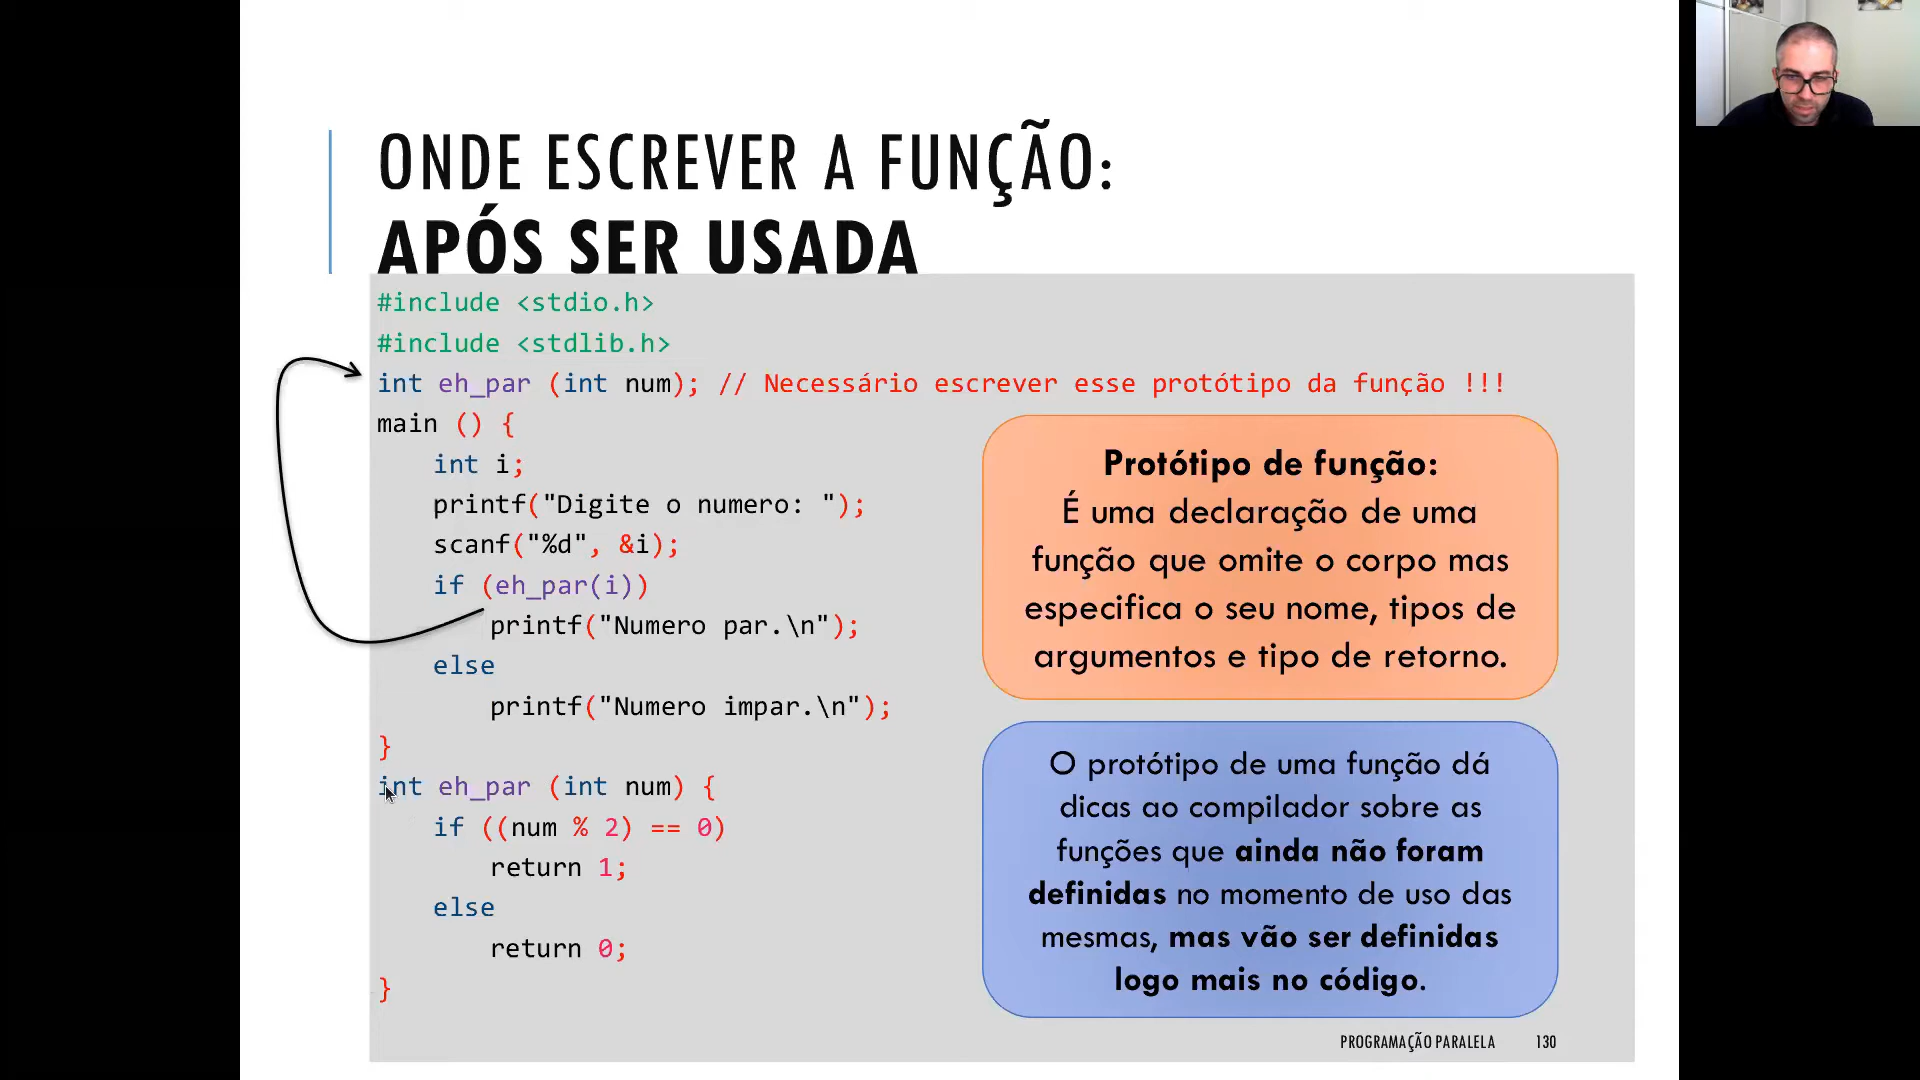 ONDE ESCREVER A FUNÇÃO:
APÓS SER USADA
#include <stdio.h>
#include <stdlib.h>
int eh_par (int num); // Necessário escrever esse protótipo da função !!!
main () {
int i;
printf("Digite o numero: ");
scanf("%d", &i);
if (eh_par(i))
printf("Numero par.\n");
else
printf("Numero impar.\n");
}
int eh_par (int num) {
if ((num % 2) == 0)
return 1;
else
return 0;
}
Protótipo de função:
É uma declaração de uma
função que omite o corpo mas
especifica o seu nome, tipos de
argumentos e tipo de retorno.
O protótipo de uma função dá
dicas ao compilador sobre as
funções que ainda não foram
definidas no momento de uso das
mesmas, mas vão ser definidas
logo mais no código.
PROGRAMAÇÃO PARALELA 130